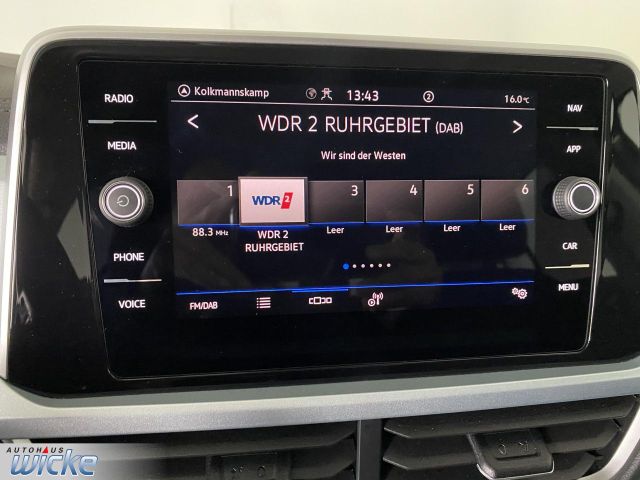 RADIO
MEDIA
PHONE
VOICE
Kolkmannskamp 13:43 2 16.0°C
WDR 2 RUHRGEBIET (DAB)
Wir sind der Westen
1 WDR 2 3 4 5 6
88.3 MHz WDR 2 RUHRGEBIET Leer Leer Leer Leer
FM/DAB
NAV
APP
CAR
MENU
AUTOHAUS
WICKE